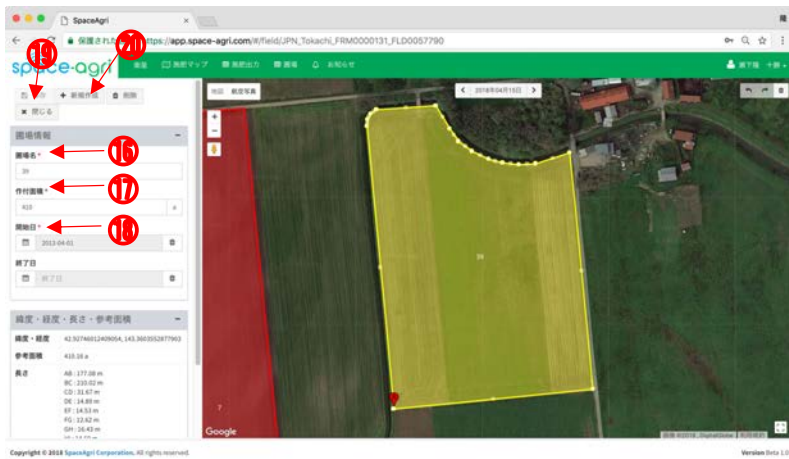 SpaceAgri
https://app.space-agri.com/#/field/JPN_Tokachi_FRM0000131_FLD0057790
⑲
⑳
space-agri
施肥マップ
施肥出力
圃場
お知らせ
+ 新規作成
削除
× 閉じる
圃場情報 −
圃場名 *
⑯
39
作付面積 *
⑰
410 a
開始日 *
⑱
2013-04-01
終了日
終了日
緯度・経度・長さ・参考面積 −
緯度・経度 42.92746012409054, 143.3603552877903
参考面積 410.16 a
長さ AB : 177.08 m
BC : 210.02 m
CD : 31.67 m
DE : 14.89 m
EF : 14.53 m
FG : 12.62 m
GH : 16.43 m
地図 航空写真
2018年04月15日
+
−
39
7
Google
利用規約
Copyright © 2018 SpaceAgri Corporation. All rights reserved.
Version Beta 1.0